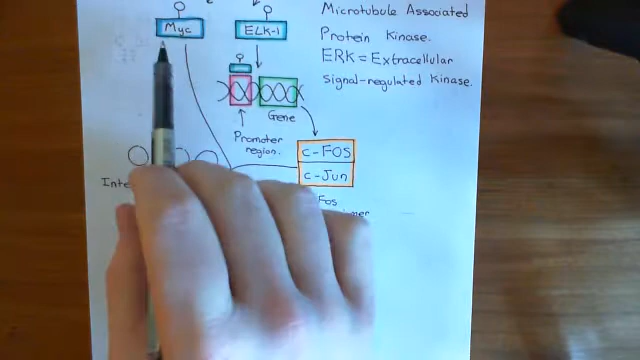 Myc
ELK-1
Microtubule Associated
Protein Kinase.
ERK = Extracellular
signal-regulated kinase.
Gene
Promoter
region.
c-FOS
c-Jun
Fos